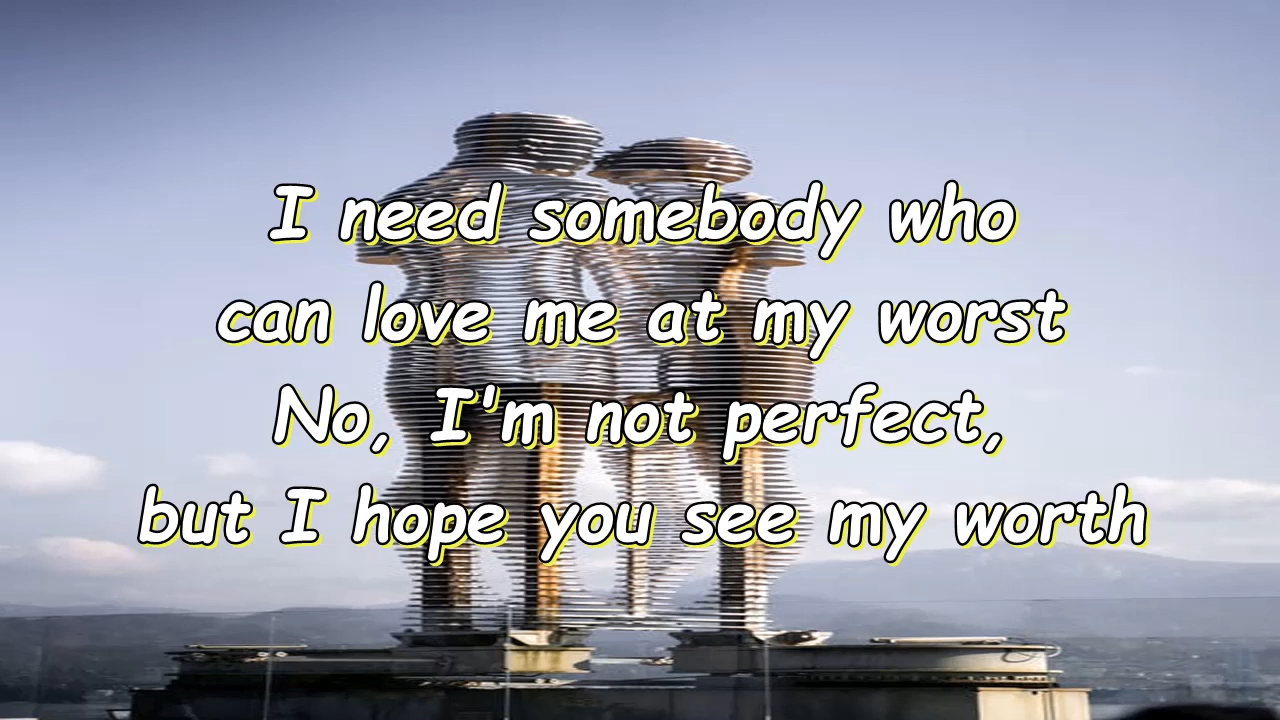 I need somebody who
can love me at my worst
No, I'm not perfect,
but I hope you see my worth